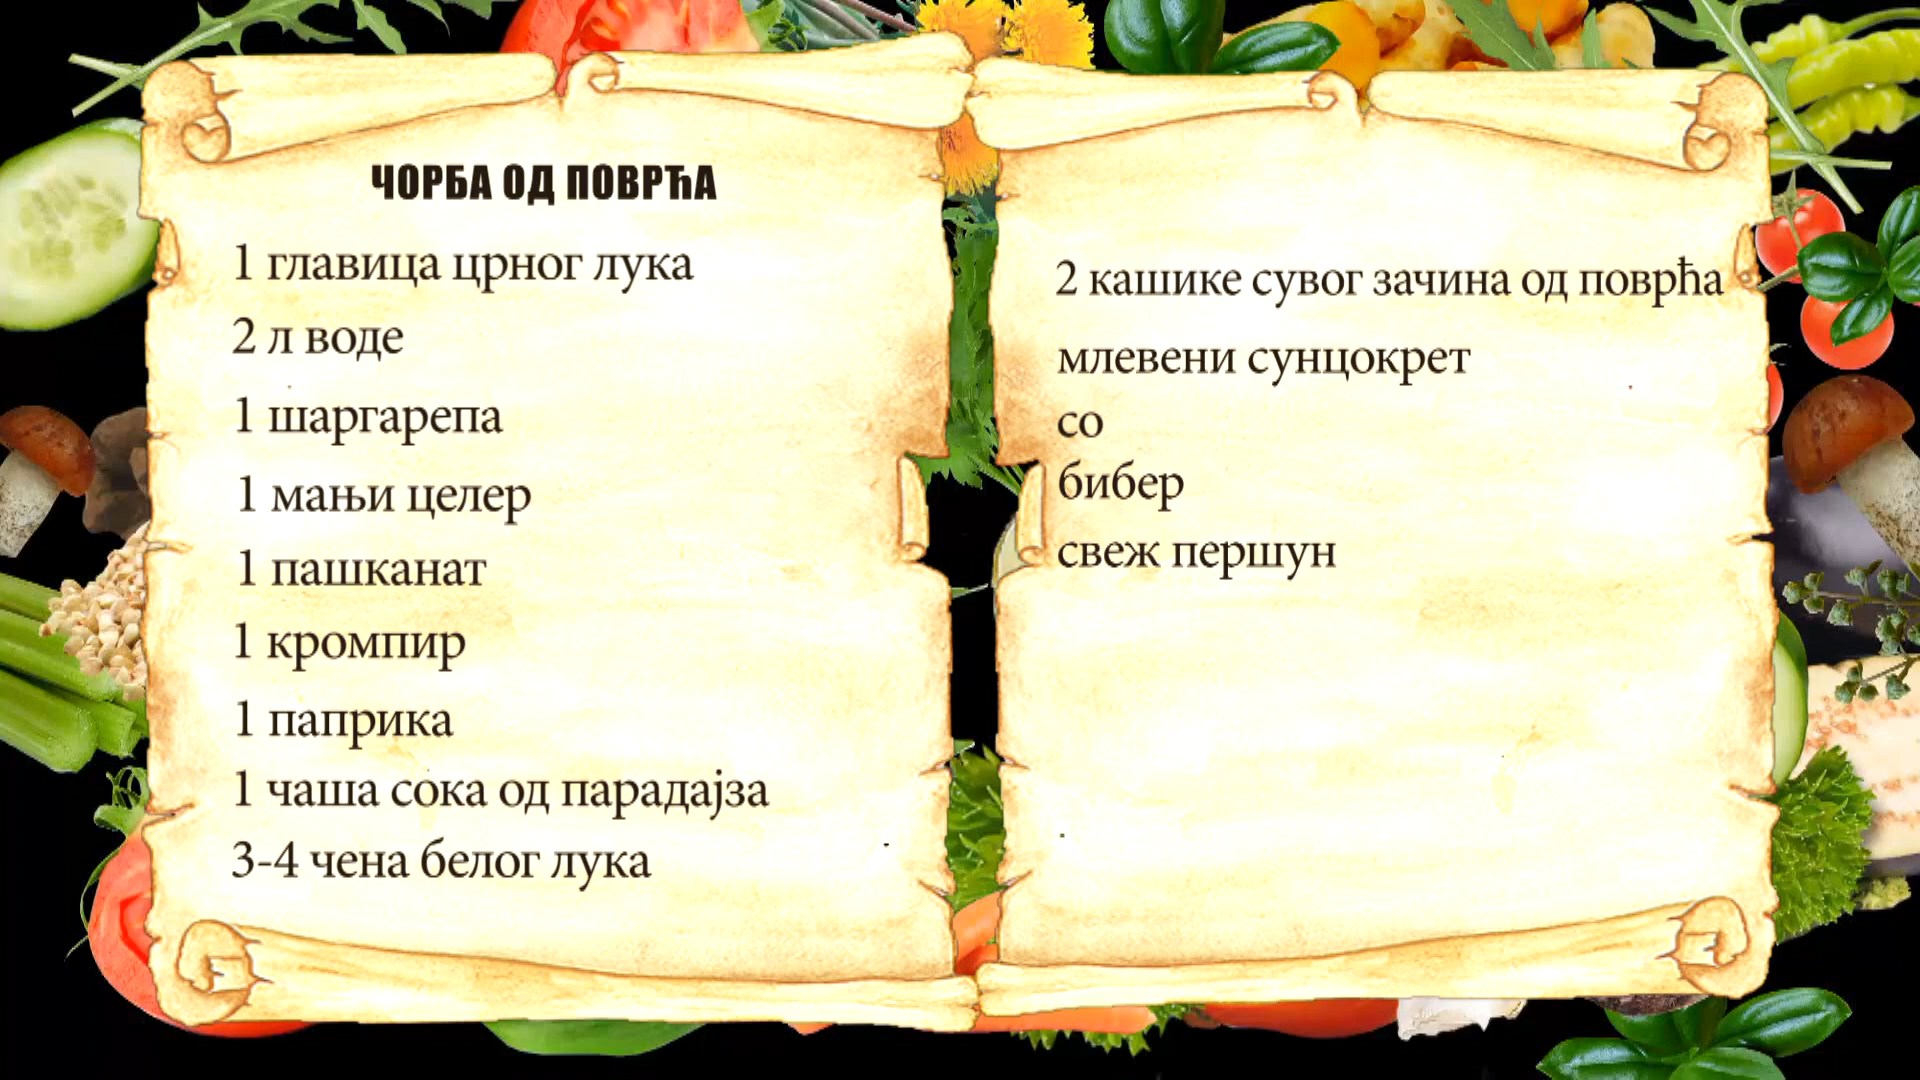 ЧОРБА ОД ПОВРЋА
1 главица црног лука
2 л воде
1 шаргарепа
1 мањи целер
1 пашканат
1 кромпир
1 паприка
1 чаша сока од парадајза
3-4 чена белог лука
2 кашике сувог зачина од поврћа
млевени сунцокрет
со
бибер
свеж першун